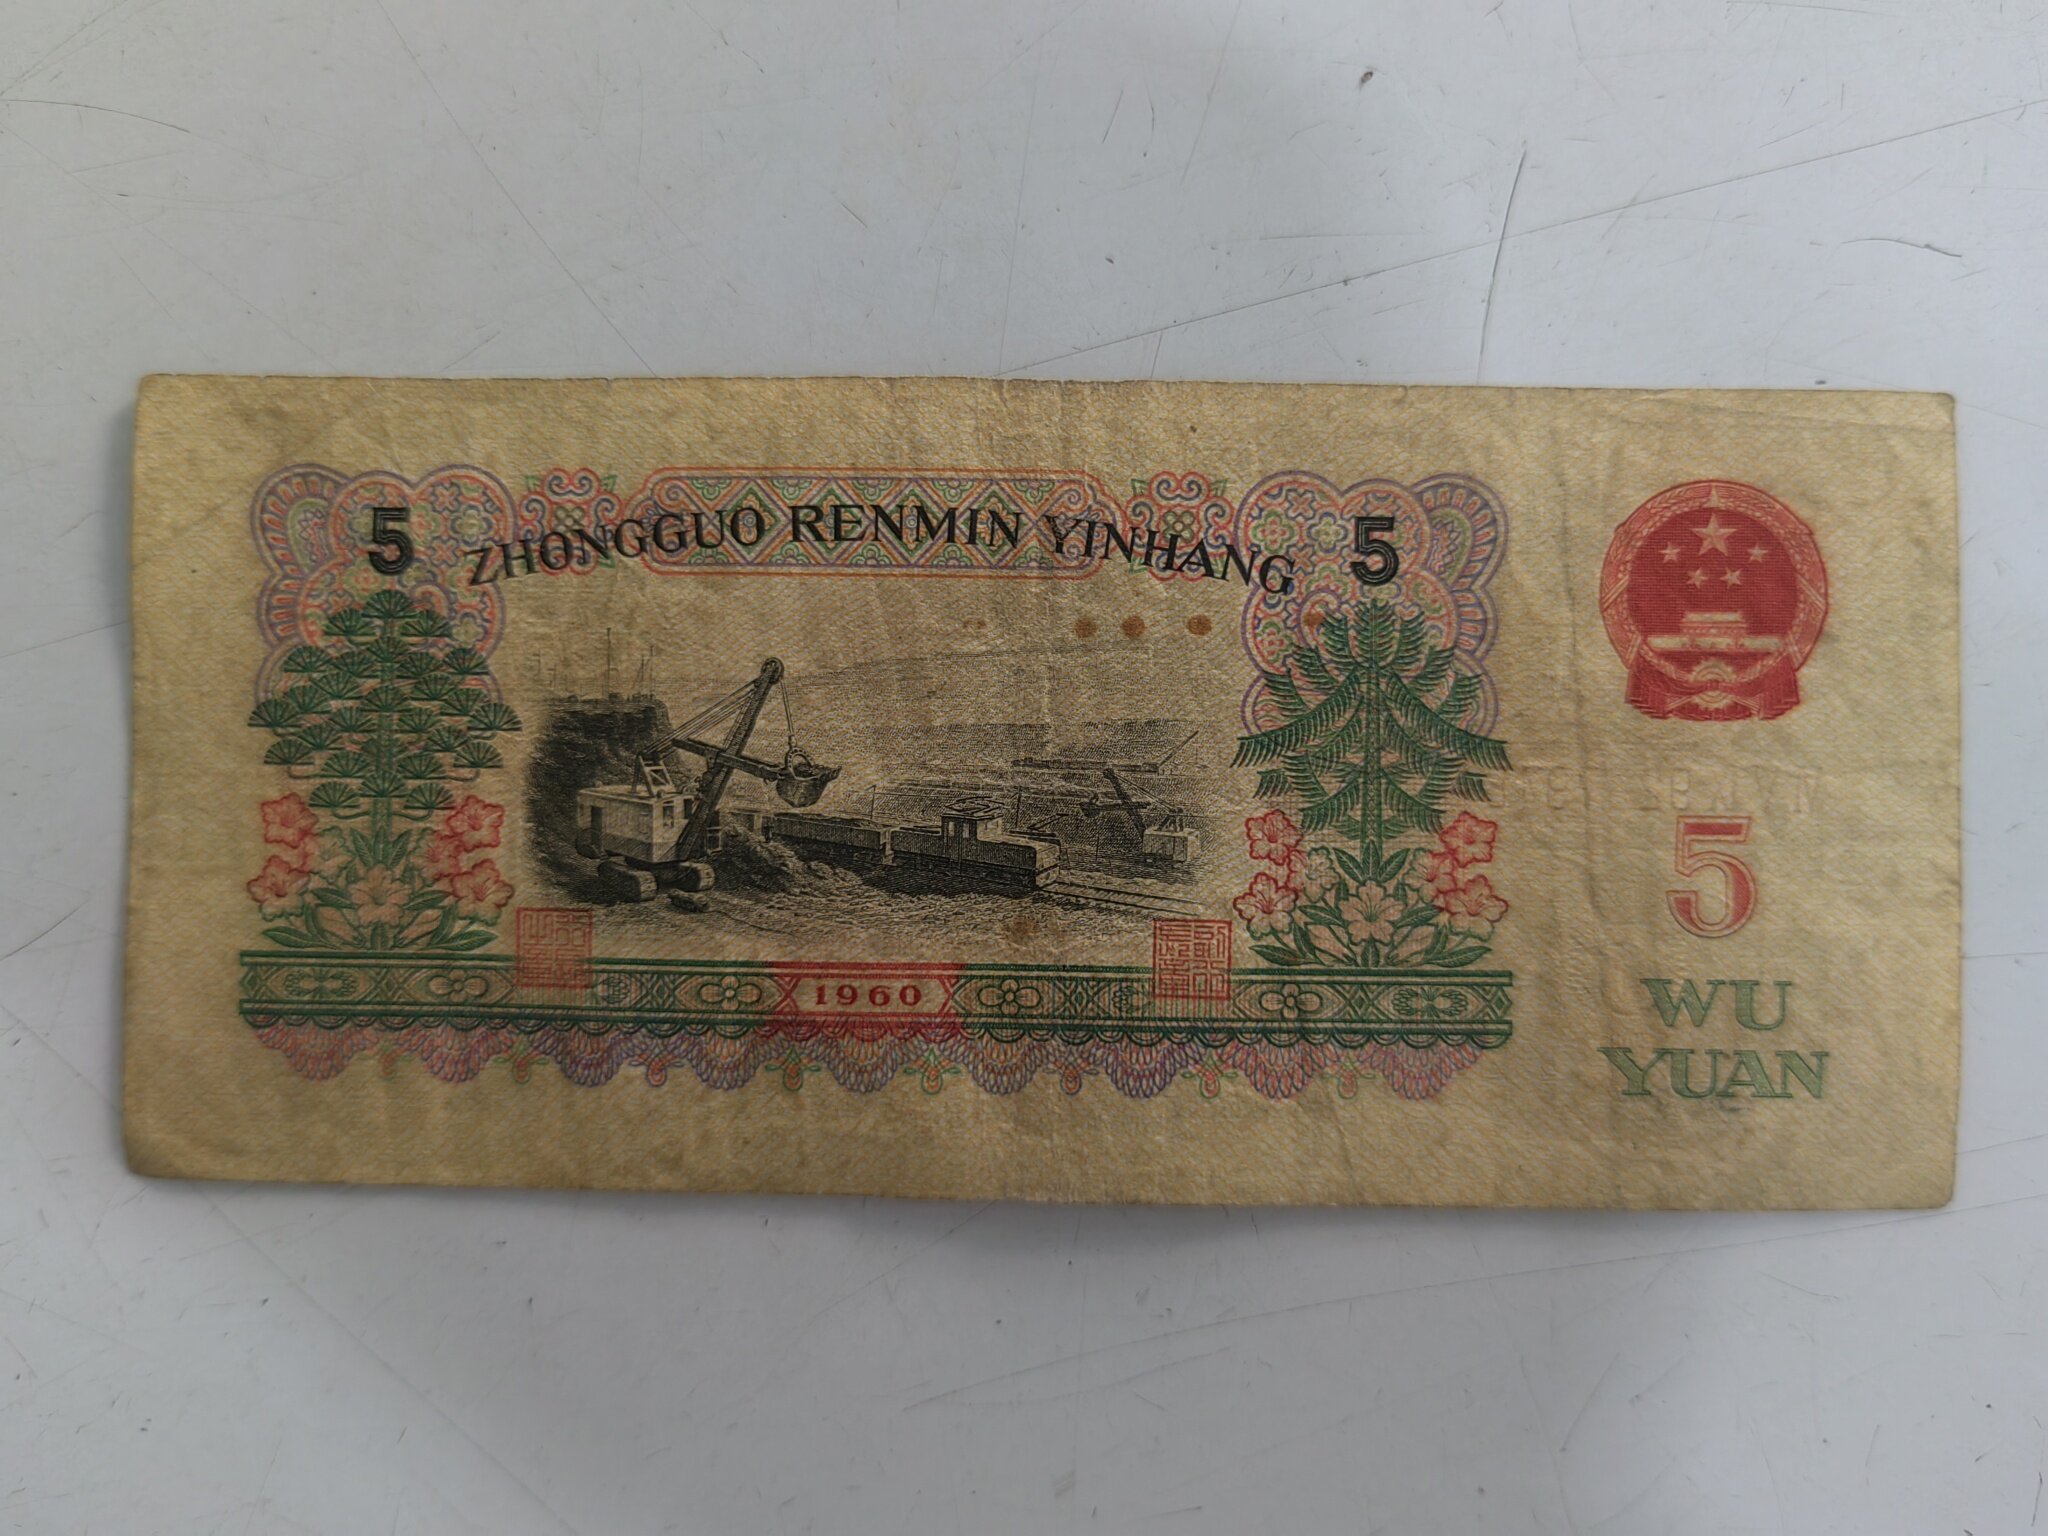 5 ZHONGGUO RENMIN YINHANG 5
5
WU
YUAN
1960